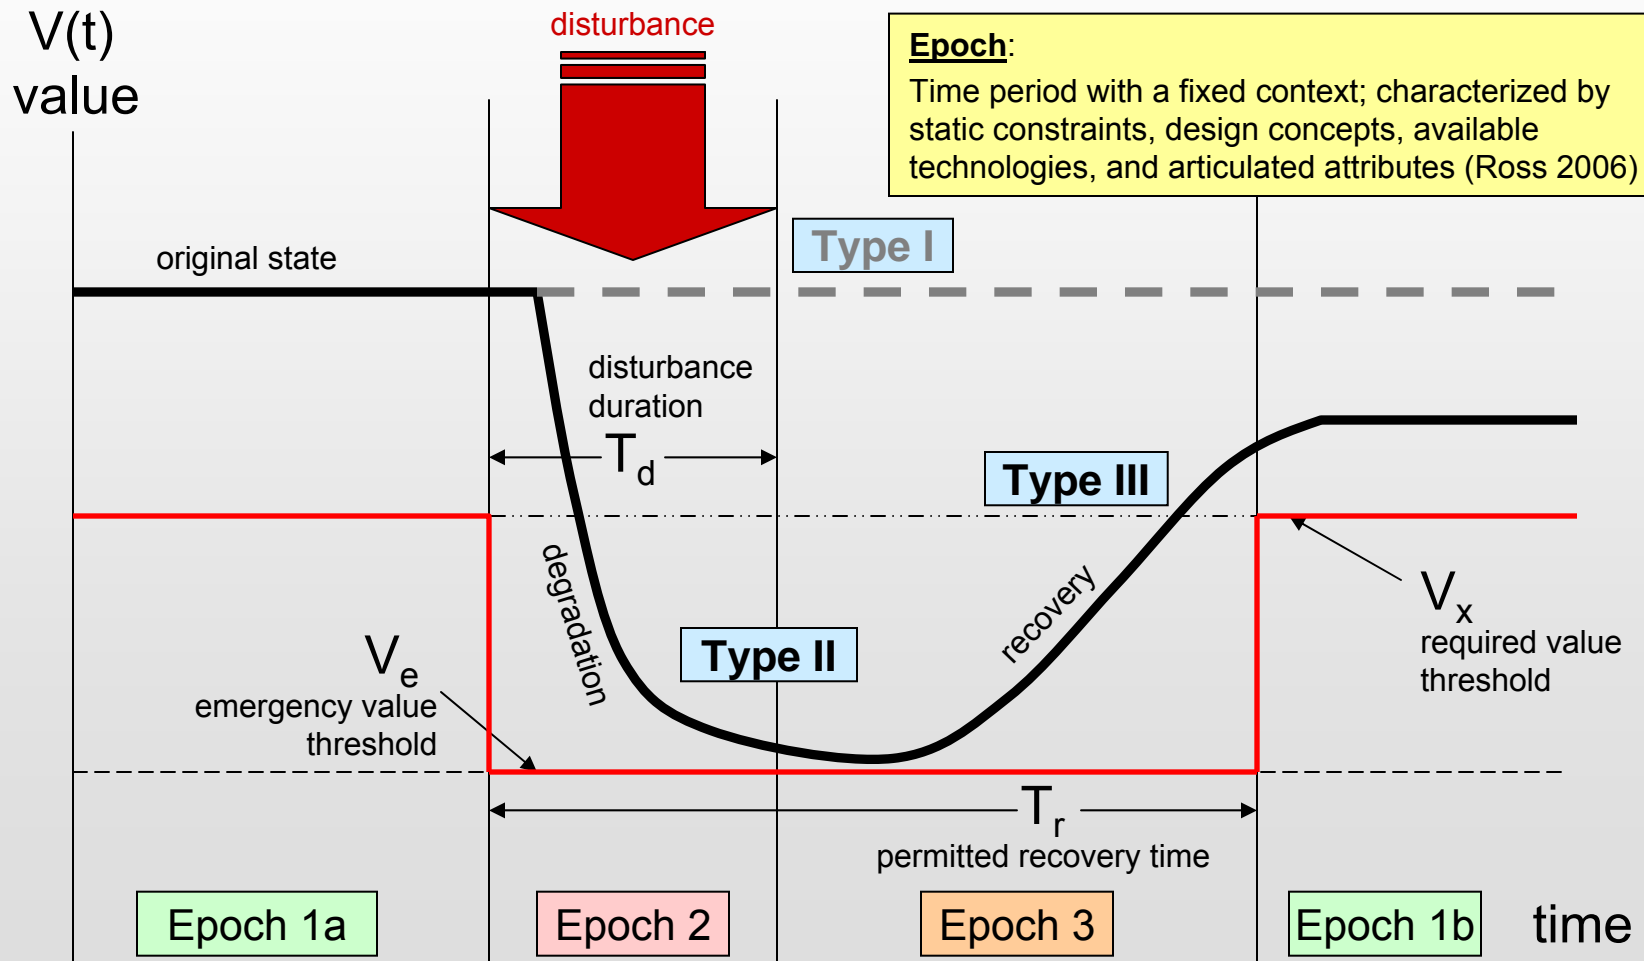 V(t)
value
disturbance
Epoch:
Time period with a fixed context; characterized by
static constraints, design concepts, available
technologies, and articulated attributes (Ross 2006)
Type I
original state
disturbance
duration
Td
Type III
degradation
recovery
Type II
Ve
emergency value
threshold
Vx
required value
threshold
Tr
permitted recovery time
Epoch 1a
Epoch 2
Epoch 3
Epoch 1b
time